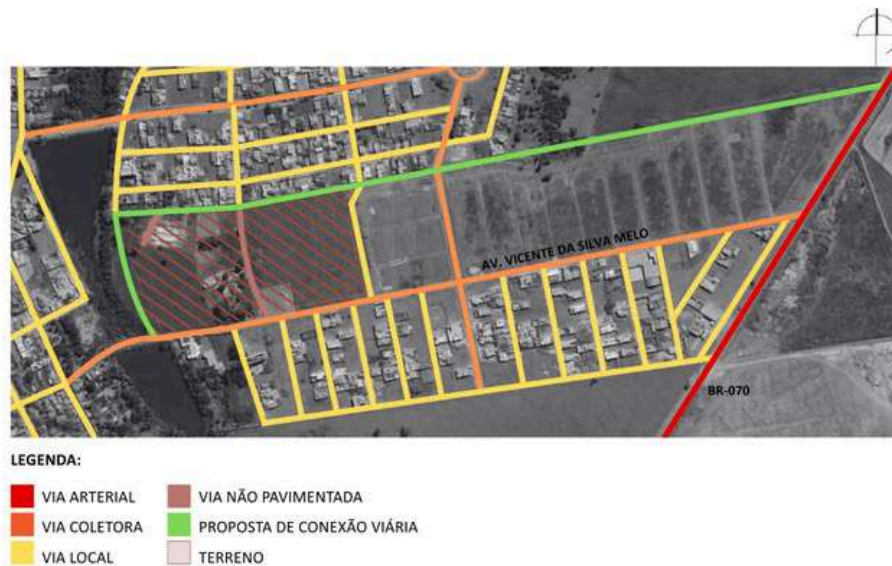 AV. VICENTE DA SILVA MELO
BR-070
LEGENDA:
VIA ARTERIAL
VIA COLETORA
VIA LOCAL
VIA NÃO PAVIMENTADA
PROPOSTA DE CONEXÃO VIÁRIA
TERRENO